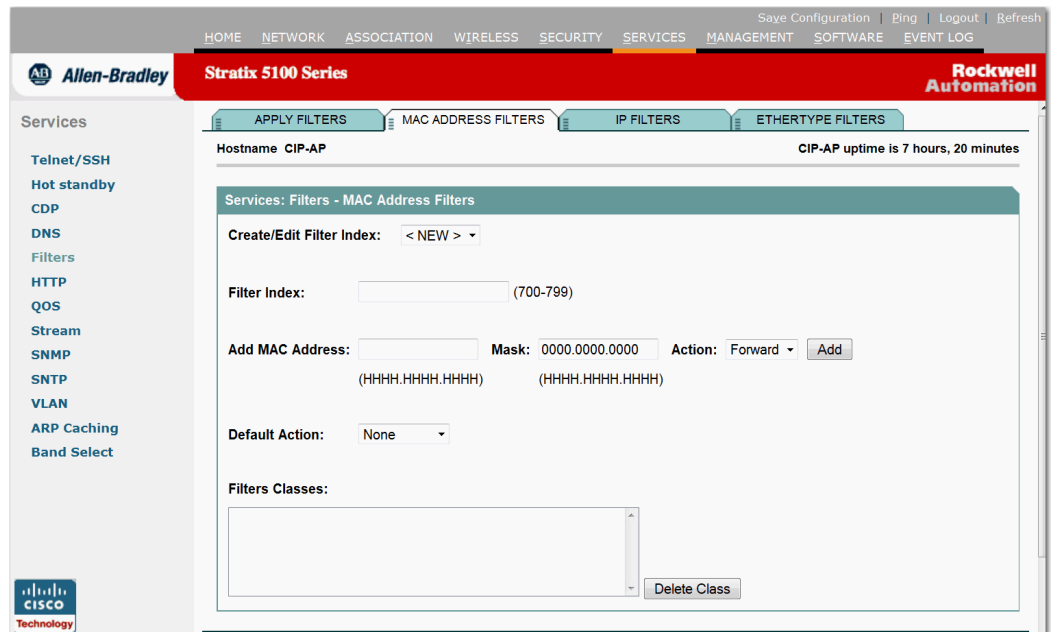 Save Configuration | Ping | Logout | Refresh
HOME NETWORK ASSOCIATION WIRELESS SECURITY SERVICES MANAGEMENT SOFTWARE EVENT LOG
AB Allen-Bradley
Stratix 5100 Series
Rockwell
Automation
Services
Telnet/SSH
Hot standby
CDP
DNS
Filters
HTTP
QOS
Stream
SNMP
SNTP
VLAN
ARP Caching
Band Select
APPLY FILTERS MAC ADDRESS FILTERS IP FILTERS ETHERTYPE FILTERS
Hostname CIP-AP CIP-AP uptime is 7 hours, 20 minutes
Services: Filters - MAC Address Filters
Create/Edit Filter Index: < NEW >
Filter Index: (700-799)
Add MAC Address: Mask: 0000.0000.0000 Action: Forward Add
(HHHH.HHHH.HHHH) (HHHH.HHHH.HHHH)
Default Action: None
Filters Classes:
Delete Class
CISCO
Technology